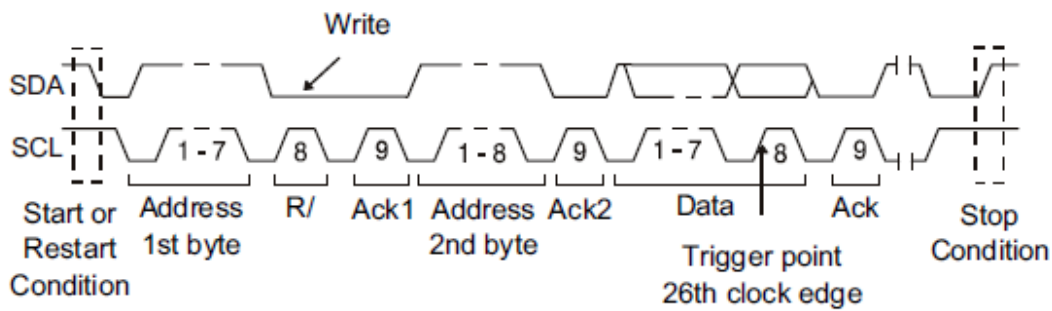 Write
SDA
SCL
1 - 7
8
9
1 - 8
9
1 - 7
8
9
Start or
Restart
Condition
Address
1st byte
R/
Ack1
Address
2nd byte
Ack2
Data
Ack
Stop
Condition
Trigger point
26th clock edge